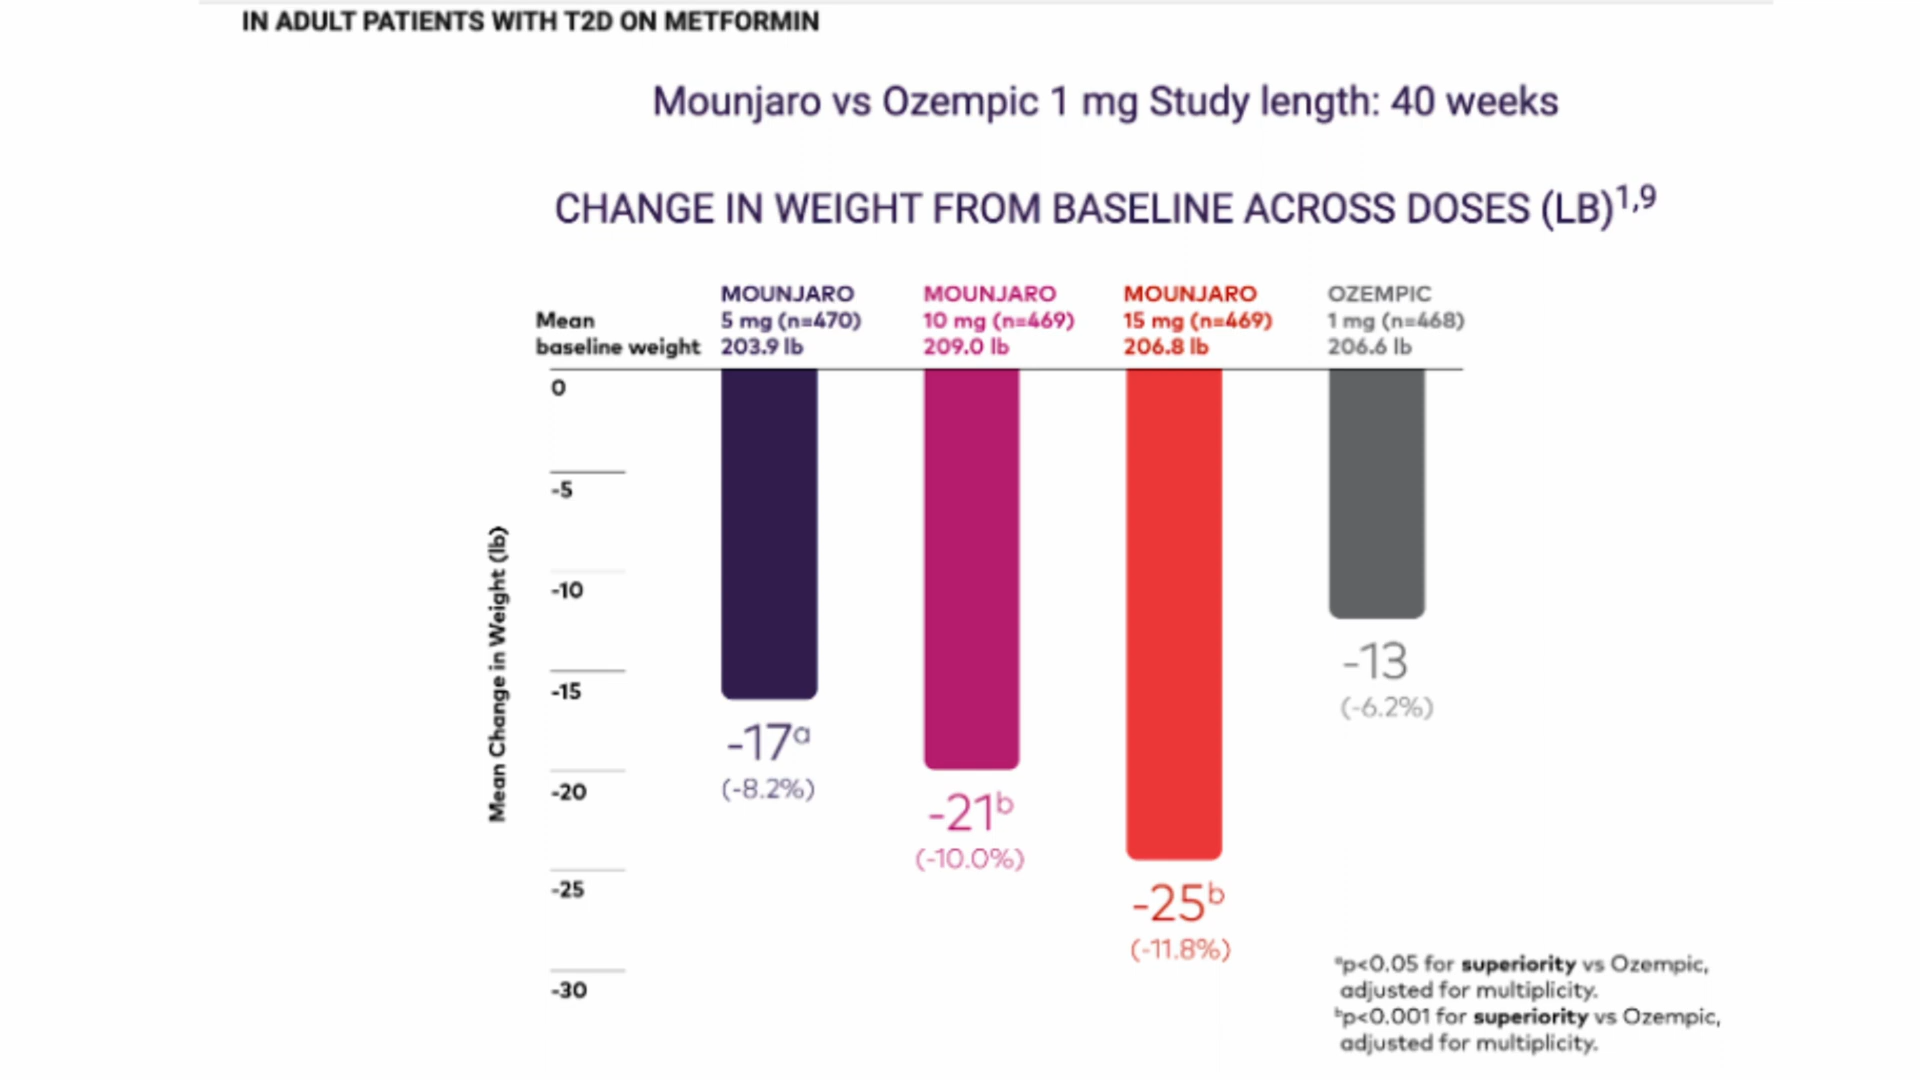 IN ADULT PATIENTS WITH T2D ON METFORMIN
Mounjaro vs Ozempic 1 mg Study length: 40 weeks
CHANGE IN WEIGHT FROM BASELINE ACROSS DOSES (LB)1,9
Mean
baseline weight
MOUNJARO
5 mg (n=470)
203.9 lb
MOUNJARO
10 mg (n=469)
209.0 lb
MOUNJARO
15 mg (n=469)
206.8 lb
OZEMPIC
1 mg (n=468)
206.6 lb
Mean Change in Weight (lb)
0
-5
-10
-15
-20
-25
-30
-17a
(-8.2%)
-21b
(-10.0%)
-25b
(-11.8%)
-13
(-6.2%)
ap<0.05 for superiority vs Ozempic,
adjusted for multiplicity.
bp<0.001 for superiority vs Ozempic,
adjusted for multiplicity.